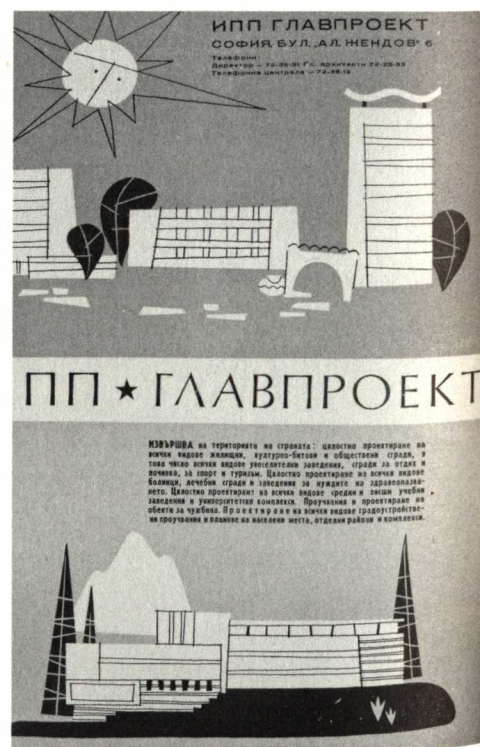 ИПП ГЛАВПРОЕКТ
СОФИЯ, БУЛ. „АЛ. ЖЕНДОВ" 6
Телефони:
Директор — 72-35-31 Гл. Архитекти 72-25-33
Телефонна централа — 72-35-12
ПП ★ ГЛАВПРОЕКТ
ИЗВЪРШВА на територията на страната: цялостно проектиране на
всички видове жилищни, културно-битови и обществени сгради, в
това число всички видове увеселителни заведения, сгради за отдих и
почивка, за спорт и туризъм. Цялостно проектиране на всички видове
болници, лечебни сгради и заведения за нуждите на здравеопазва-
нето. Цялостно проектиране на всички видове средни и висши учебни
заведения и университетски комплекси. Проучвания и проектиране на
обекти за чужбина. Проектиране на всички видове градоустройстве-
ни проучвания и планове на населени места, отделни райони и комплекси.